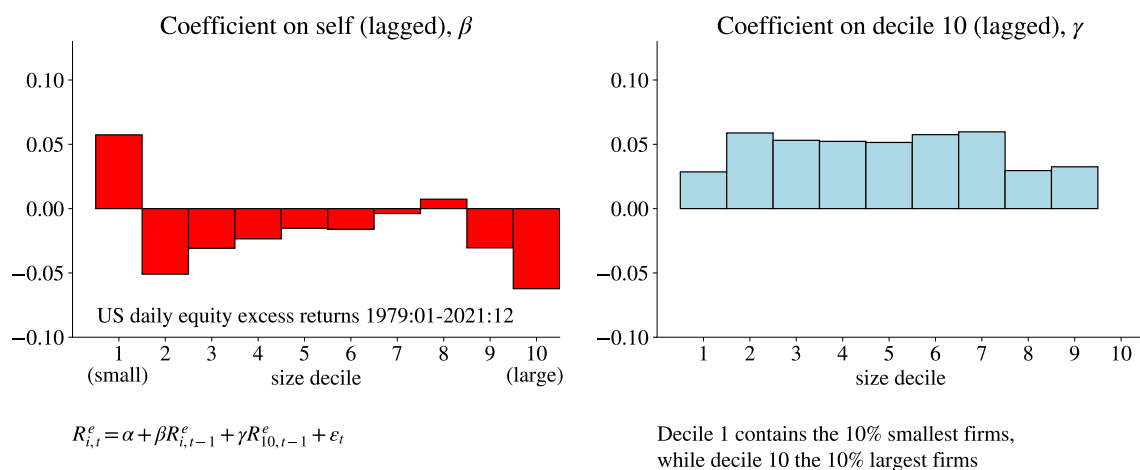 Coefficient on self (lagged), β
0.10
0.05
0.00
−0.05
−0.10
US daily equity excess returns 1979:01-2021:12
1 2 3 4 5 6 7 8 9 10
(small) (large)
size decile
R^e_{i,t} = α + βR^e_{i,t−1} + γR^e_{10,t−1} + ε_t
Coefficient on decile 10 (lagged), γ
0.10
0.05
0.00
−0.05
−0.10
1 2 3 4 5 6 7 8 9 10
size decile
Decile 1 contains the 10% smallest firms,
while decile 10 the 10% largest firms